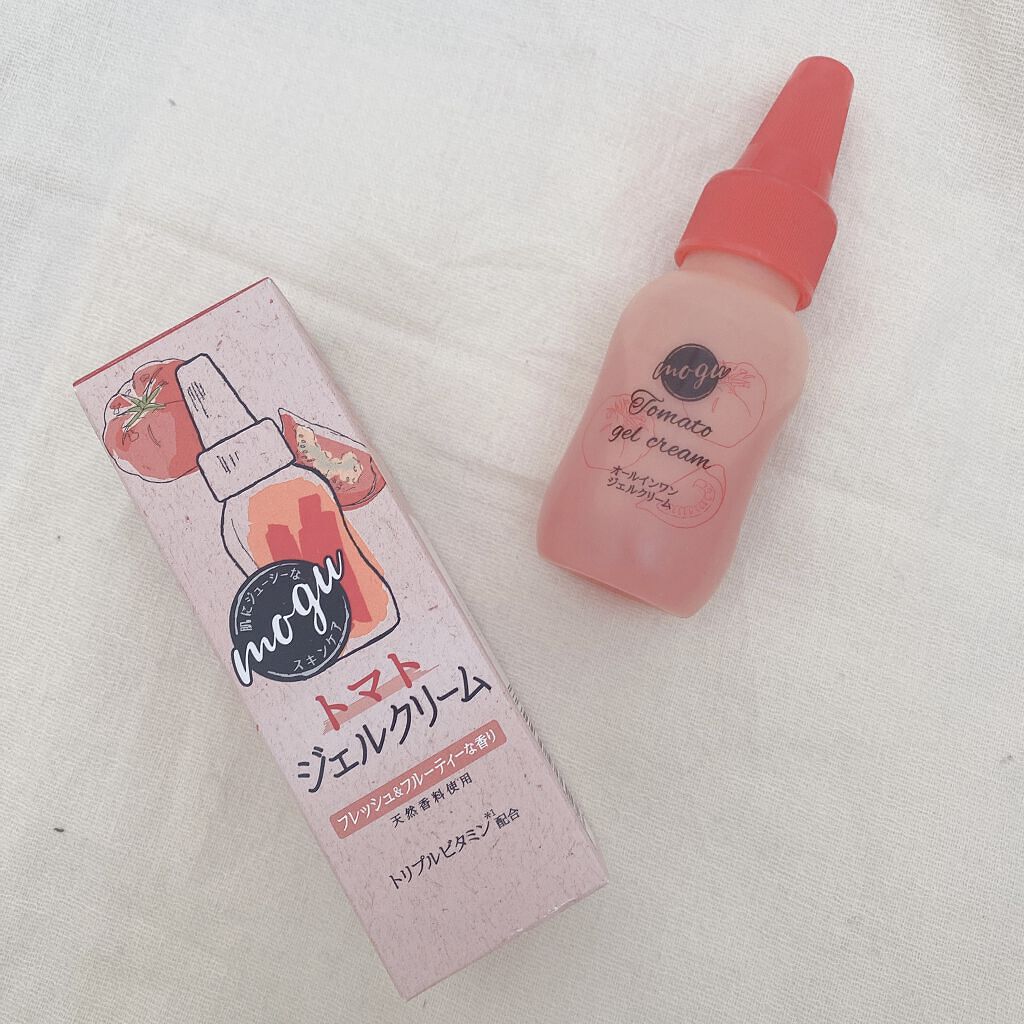 肌にジューシーな
mogu
スキンケア
トマト
ジェルクリーム
フレッシュ&フルーティーな香り
天然香料使用
トリプルビタミン*1配合
mogu
Tomato
gel cream
オールインワン
ジェルクリーム